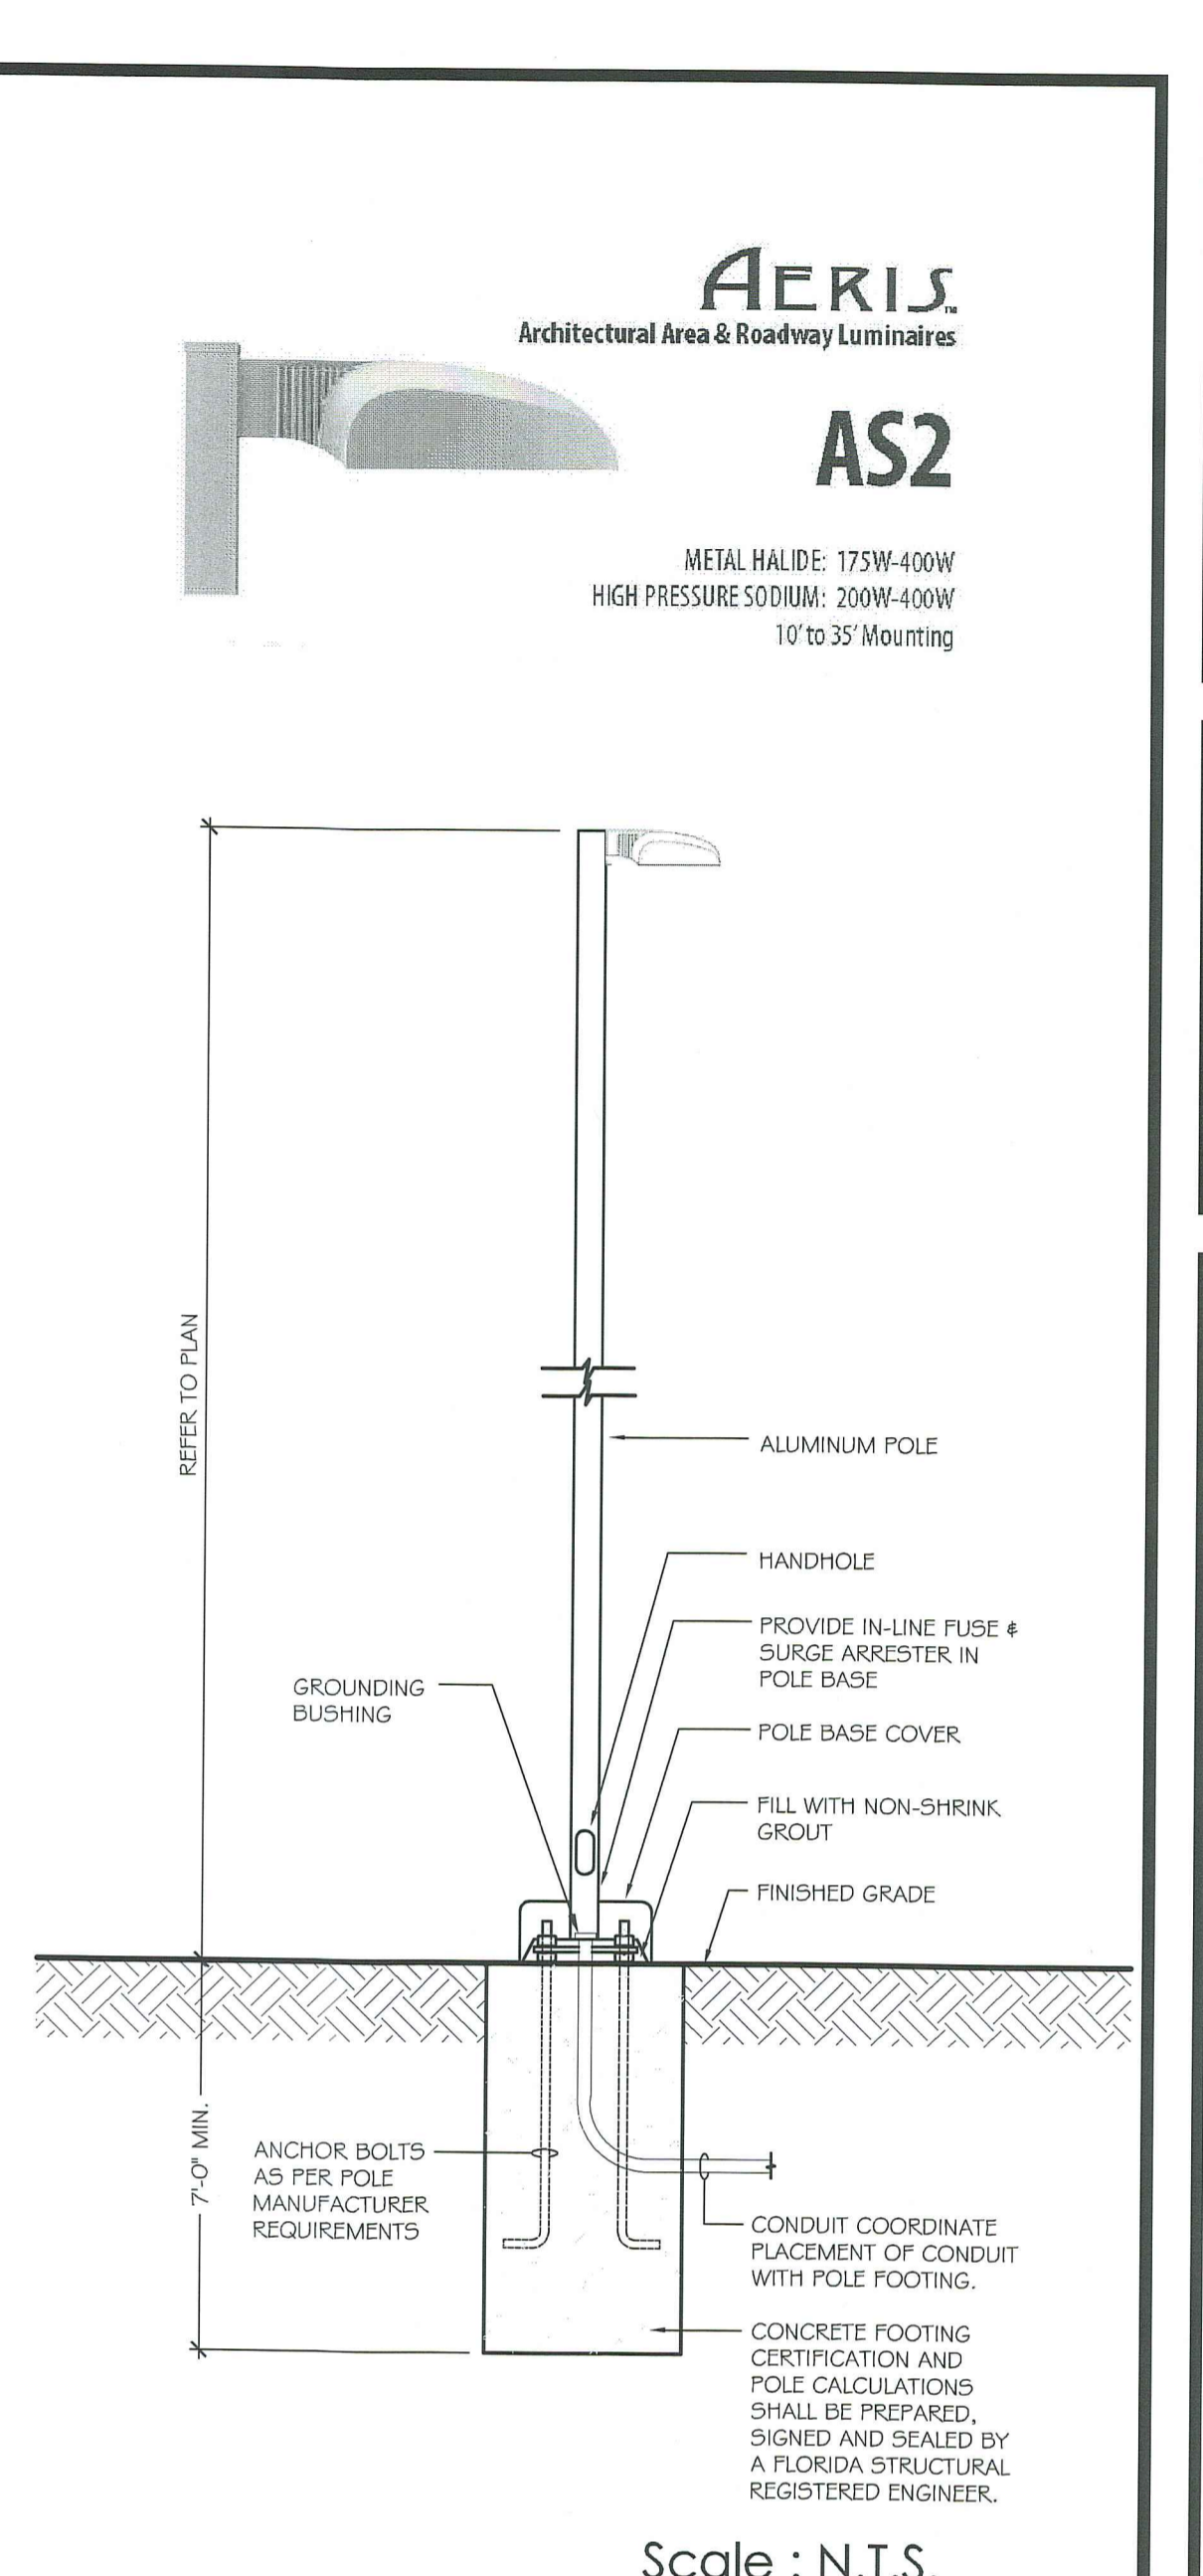 AERIS™
Architectural Area & Roadway Luminaires
AS2
METAL HALIDE: 175W-400W
HIGH PRESSURE SODIUM: 200W-400W
10' to 35' Mounting
REFER TO PLAN
ALUMINUM POLE
HANDHOLE
PROVIDE IN-LINE FUSE &
SURGE ARRESTER IN
POLE BASE
GROUNDING
BUSHING
POLE BASE COVER
FILL WITH NON-SHRINK
GROUT
FINISHED GRADE
7'-0" MIN.
ANCHOR BOLTS
AS PER POLE
MANUFACTURER
REQUIREMENTS
CONDUIT COORDINATE
PLACEMENT OF CONDUIT
WITH POLE FOOTING.
CONCRETE FOOTING
CERTIFICATION AND
POLE CALCULATIONS
SHALL BE PREPARED,
SIGNED AND SEALED BY
A FLORIDA STRUCTURAL
REGISTERED ENGINEER.
Scale : N.T.S.